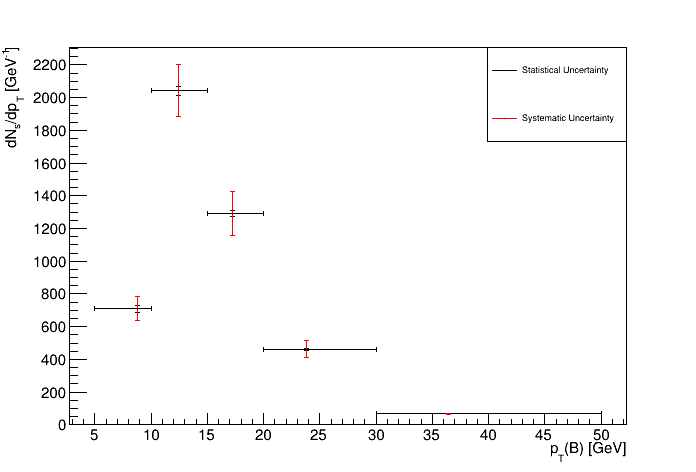 dN_s/dp_T [GeV^-1]
2200
2000
1800
1600
1400
1200
1000
800
600
400
200
0
Statistical Uncertainty
Systematic Uncertainty
5 10 15 20 25 30 35 40 45 50
p_T(B) [GeV]